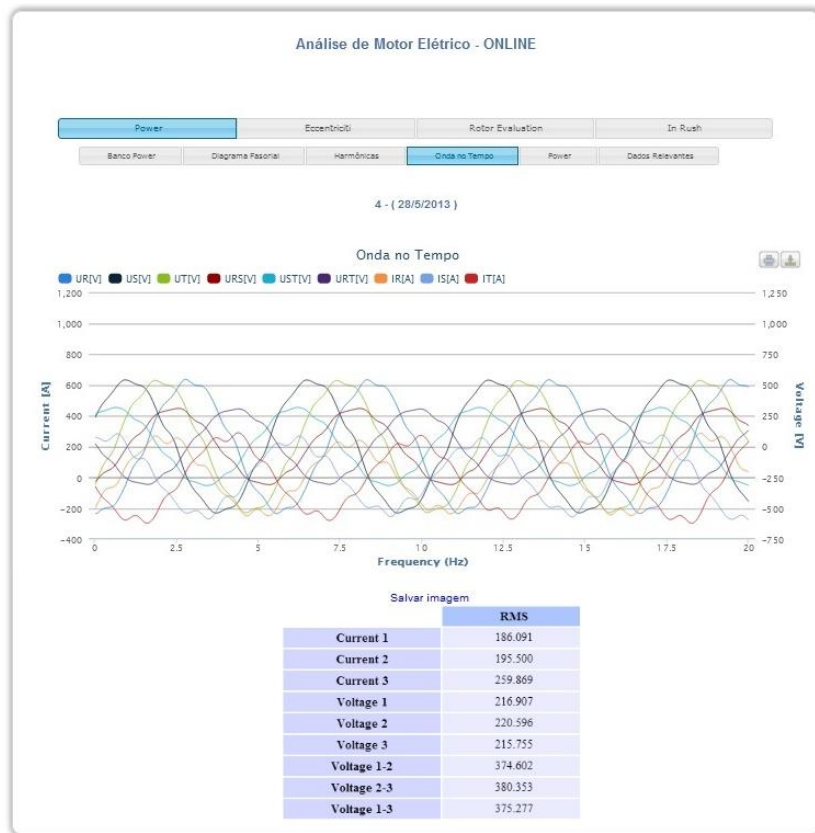 Análise de Motor Elétrico - ONLINE
Power Eccentriciti Rotor Evaluation In Rush
Banco Power Diagrama Fasorial Harmônicas Onda no Tempo Power Dados Relevantes
4 - ( 28/5/2013 )
Onda no Tempo
UR[V] US[V] UT[V] URS[V] UST[V] URT[V] IR[A] IS[A] IT[A]
1,200 1,250
1,000 1,000
800 750
600 500
400 250
200 0
0 -250
-200 -500
-400 -750
Current [A]
Voltage [V]
0 2.5 5 7.5 10 12.5 15 17.5 20
Frequency (Hz)
Salvar imagem
RMS
Current 1 186.091
Current 2 195.500
Current 3 259.869
Voltage 1 216.907
Voltage 2 220.596
Voltage 3 215.755
Voltage 1-2 374.602
Voltage 2-3 380.353
Voltage 1-3 375.277